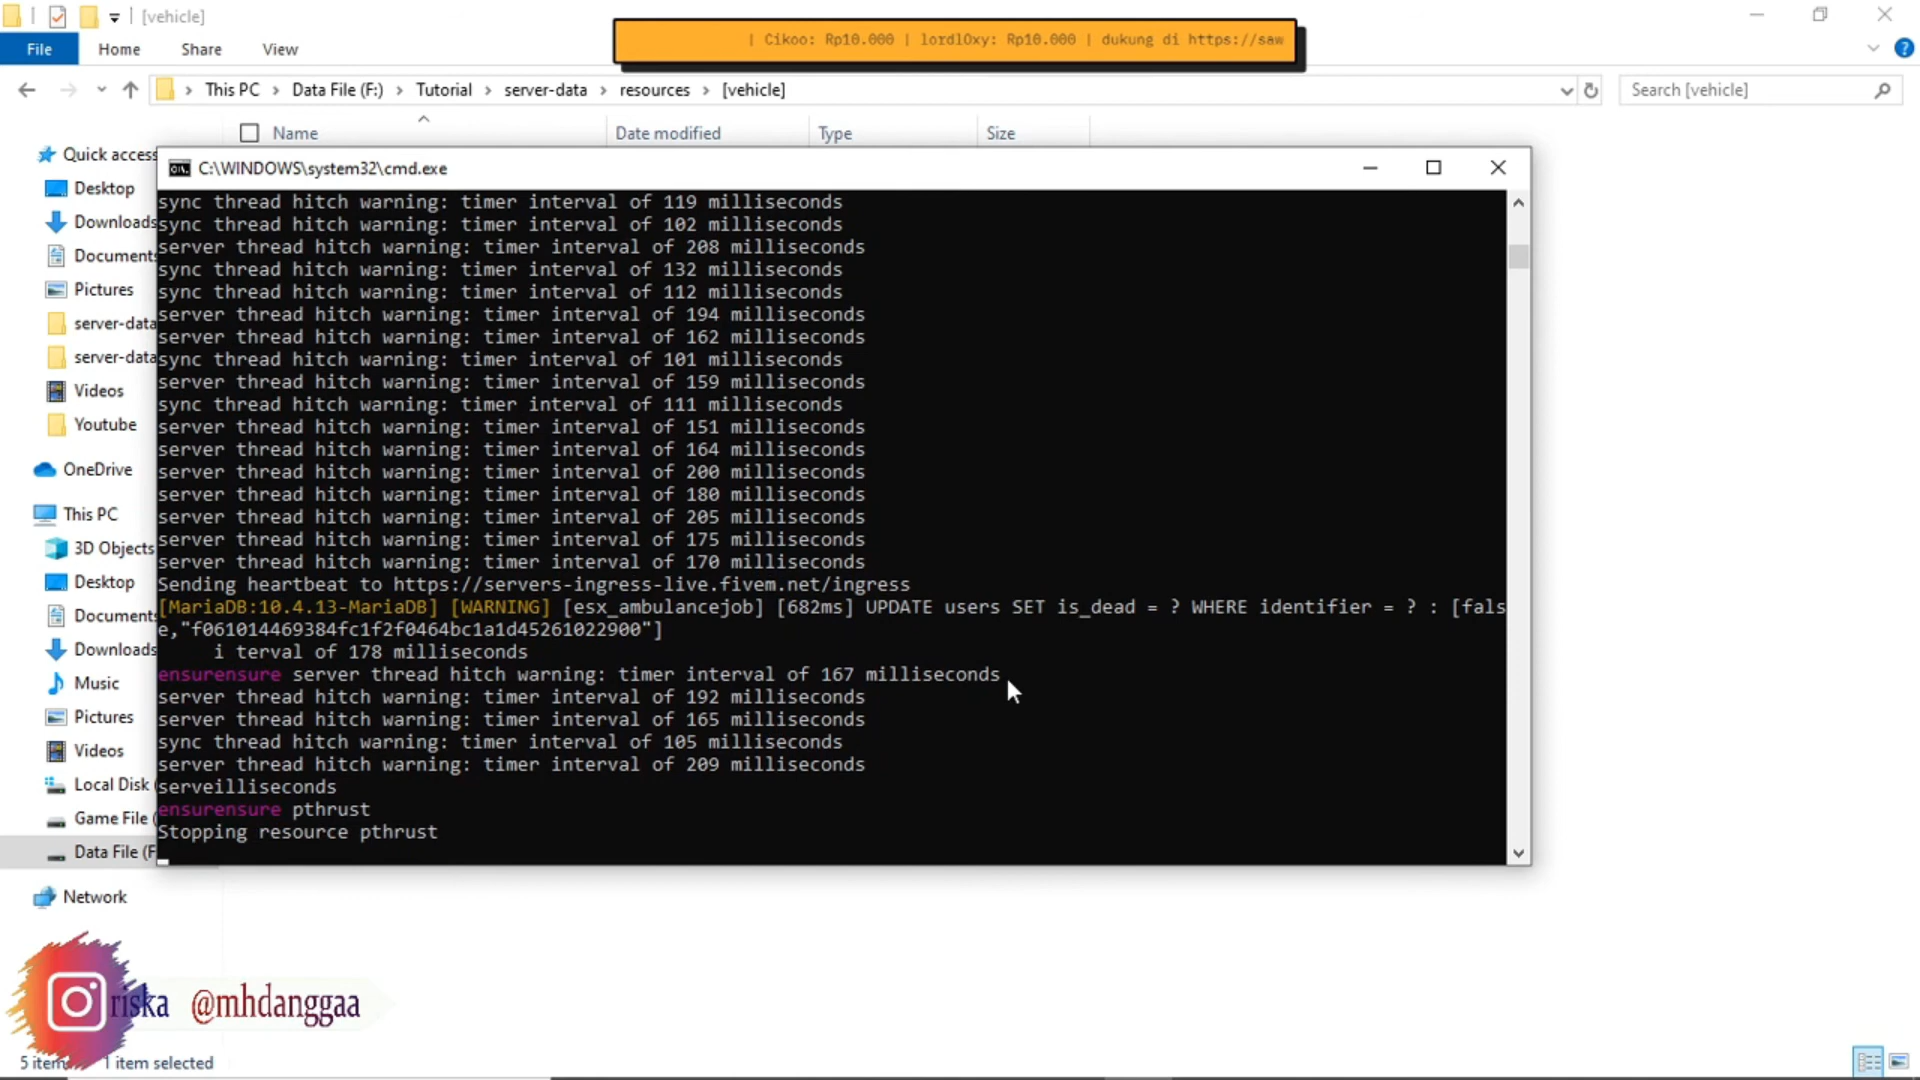 [vehicle]
| Cikoo: Rp10.000 | lordl0xy: Rp10.000 | dukung di https://saw
File
Home
Share
View
?
This PC
Data File (F:)
Tutorial
server-data
resources
[vehicle]
Search [vehicle]
Name
Date modified
Type
Size
Quick access
Desktop
Downloads
Documents
Pictures
server-data
server-data
Videos
Youtube
OneDrive
This PC
3D Objects
Desktop
Documents
Downloads
Music
Pictures
Videos
Local Disk (
Game File (
Data File (F
Network
C:\WINDOWS\system32\cmd.exe
sync thread hitch warning: timer interval of 119 milliseconds
sync thread hitch warning: timer interval of 102 milliseconds
server thread hitch warning: timer interval of 208 milliseconds
sync thread hitch warning: timer interval of 132 milliseconds
sync thread hitch warning: timer interval of 112 milliseconds
server thread hitch warning: timer interval of 194 milliseconds
server thread hitch warning: timer interval of 162 milliseconds
sync thread hitch warning: timer interval of 101 milliseconds
server thread hitch warning: timer interval of 159 milliseconds
sync thread hitch warning: timer interval of 111 milliseconds
server thread hitch warning: timer interval of 151 milliseconds
server thread hitch warning: timer interval of 164 milliseconds
server thread hitch warning: timer interval of 200 milliseconds
server thread hitch warning: timer interval of 180 milliseconds
server thread hitch warning: timer interval of 205 milliseconds
server thread hitch warning: timer interval of 175 milliseconds
server thread hitch warning: timer interval of 170 milliseconds
Sending heartbeat to https://servers-ingress-live.fivem.net/ingress
[MariaDB:10.4.13-MariaDB] [WARNING] [esx_ambulancejob] [682ms] UPDATE users SET is_dead = ? WHERE identifier = ? : [fals
e,"f061014469384fc1f2f0464bc1a1d45261022900"]
i terval of 178 milliseconds
ensurensure server thread hitch warning: timer interval of 167 milliseconds
server thread hitch warning: timer interval of 192 milliseconds
server thread hitch warning: timer interval of 165 milliseconds
sync thread hitch warning: timer interval of 105 milliseconds
server thread hitch warning: timer interval of 209 milliseconds
serveilliseconds
ensurensure pthrust
Stopping resource pthrust
riska @mhdanggaa
5 items
1 item selected